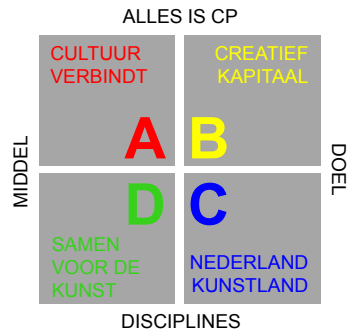 ALLES IS CP
CULTUUR
VERBINDT
CREATIEF
KAPITAAL
A
B
MIDDEL
DOEL
D
C
SAMEN
VOOR DE
KUNST
NEDERLAND
KUNSTLAND
DISCIPLINES